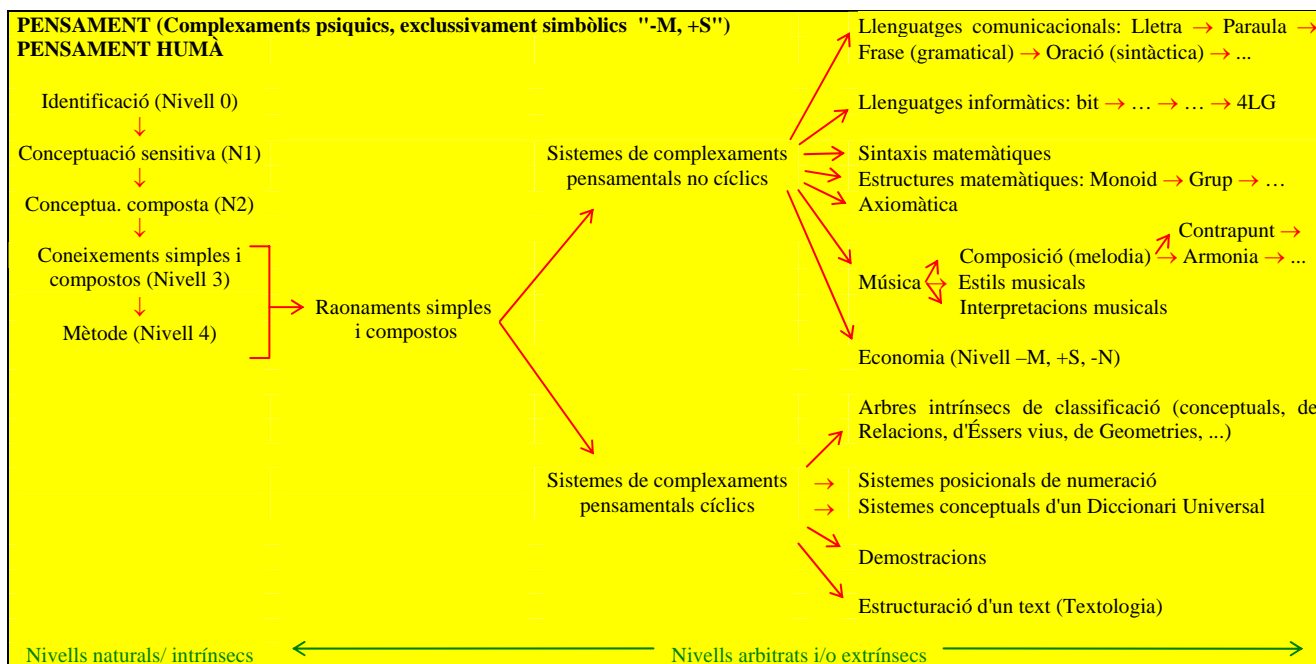 PENSAMENT (Complexaments psiquics, exclussivament simbòlics "-M, +S")
PENSAMENT HUMÀ
Identificació (Nivell 0)
↓
Conceptuació sensitiva (N1)
↓
Conceptua. composta (N2)
↓
Coneixements simples i
compostos (Nivell 3)
↓
Mètode (Nivell 4)
Raonaments simples
i compostos
Sistemes de complexaments
pensamentals no cíclics
Llenguatges comunicacionals: Lletra → Paraula →
Frase (gramatical) → Oració (sintàctica) → ...
Llenguatges informàtics: bit → … → … → 4LG
Sintaxis matemàtiques
Estructures matemàtiques: Monoid → Grup → …
Axiomàtica
Contrapunt →
Composició (melodia) → Armonia → ...
Música → Estils musicals
Interpretacions musicals
Economia (Nivell –M, +S, -N)
Sistemes de complexaments
pensamentals cíclics
Arbres intrínsecs de classificació (conceptuals, de
Relacions, d'Éssers vius, de Geometries, ...)
→ Sistemes posicionals de numeració
→ Sistemes conceptuals d'un Diccionari Universal
Demostracions
Estructuració d'un text (Textologia)
Nivells naturals/ intrínsecs
Nivells arbitrats i/o extrínsecs